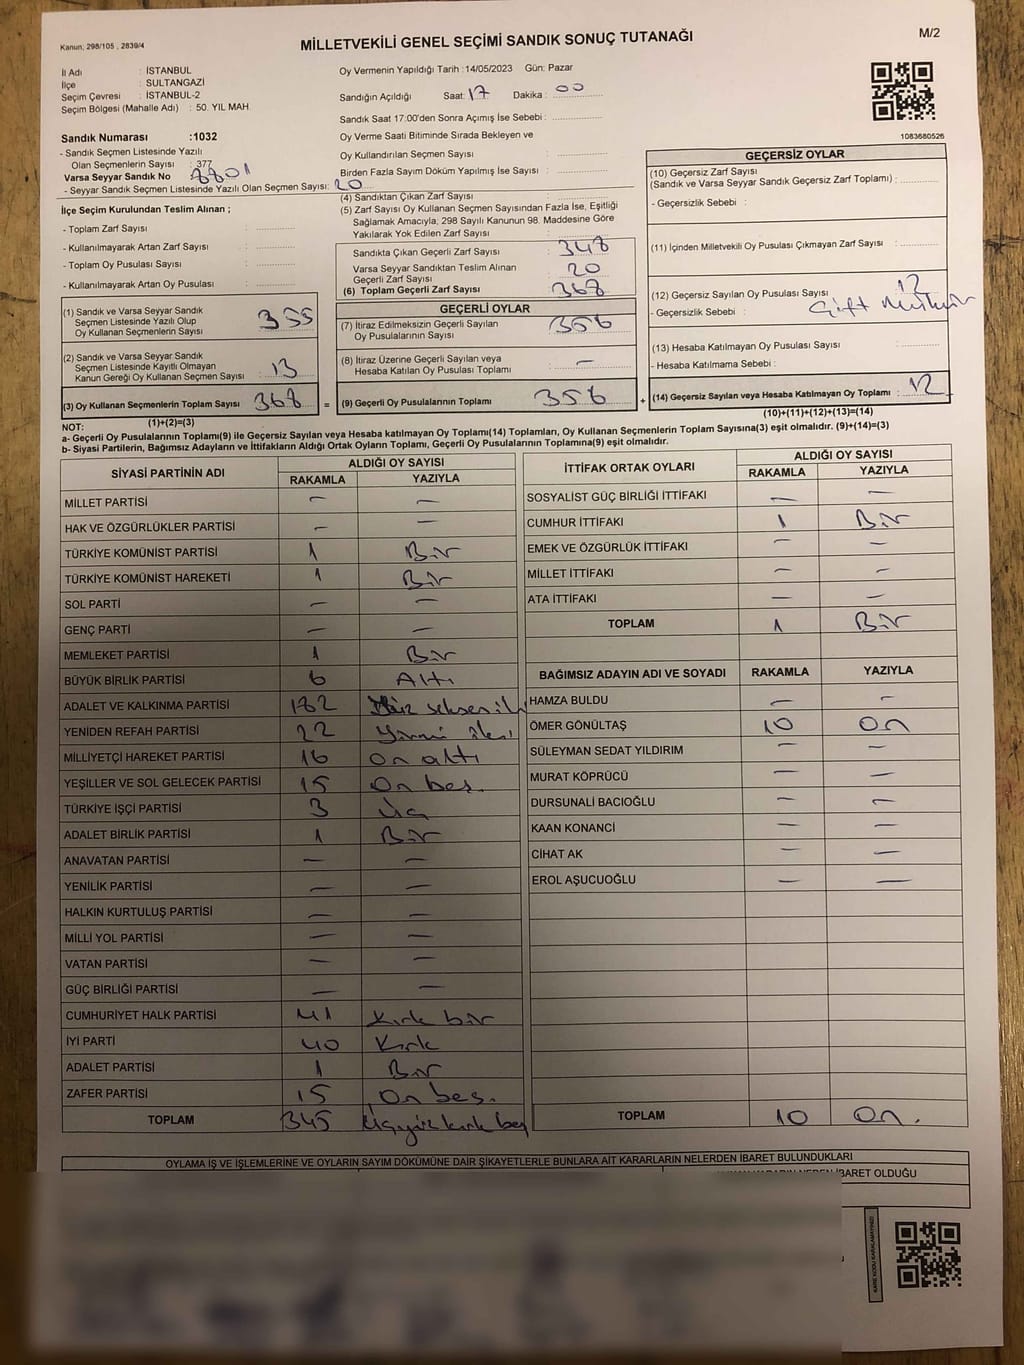 Kanun; 298/105 , 2839/4
MİLLETVEKİLİ GENEL SEÇİMİ SANDIK SONUÇ TUTANAĞI
M/2
İl Adı : İSTANBUL
İlçe : SULTANGAZİ
Seçim Çevresi : İSTANBUL-2
Seçim Bölgesi (Mahalle Adı) : 50. YIL MAH.
Sandık Numarası :1032
- Sandık Seçmen Listesinde Yazılı
Olan Seçmenlerin Sayısı : 377
Varsa Seyyar Sandık No
- Seyyar Sandık Seçmen Listesinde Yazılı Olan Seçmen Sayısı: 20
İlçe Seçim Kurulundan Teslim Alınan ;
- Toplam Zarf Sayısı :
- Kullanılmayarak Artan Zarf Sayısı :
- Toplam Oy Pusulası Sayısı :
- Kullanılmayarak Artan Oy Pusulası :
(1) Sandık ve Varsa Seyyar Sandık
Seçmen Listesinde Yazılı Olup
Oy Kullanan Seçmenlerin Sayısı 355
(2) Sandık ve Varsa Seyyar Sandık
Seçmen Listesinde Kayıtlı Olmayan
Kanun Gereği Oy Kullanan Seçmen Sayısı 13
(3) Oy Kullanan Seçmenlerin Toplam Sayısı 368
(1)+(2)=(3)
Oy Vermenin Yapıldığı Tarih :14/05/2023 Gün: Pazar
Sandığın Açıldığı Saat: 17 Dakika : 00
Sandık Saat 17:00'den Sonra Açımış İse Sebebi :
Oy Verme Saati Bitiminde Sırada Bekleyen ve
Oy Kullandırılan Seçmen Sayısı :
Birden Fazla Sayım Döküm Yapılmış İse Sayısı :
(4) Sandıktan Çıkan Zarf Sayısı :
(5) Zarf Sayısı Oy Kullanan Seçmen Sayısından Fazla İse, Eşitliği
Sağlamak Amacıyla, 298 Sayılı Kanunun 98. Maddesine Göre
Yakılarak Yok Edilen Zarf Sayısı :
Sandıkta Çıkan Geçerli Zarf Sayısı : 348
Varsa Seyyar Sandıktan Teslim Alınan
Geçerli Zarf Sayısı : 20
(6) Toplam Geçerli Zarf Sayısı : 368
GEÇERLİ OYLAR
(7) İtiraz Edilmeksizin Geçerli Sayılan
Oy Pusulalarının Sayısı : 356
(8) İtiraz Üzerine Geçerli Sayılan veya
Hesaba Katılan Oy Pusulası Toplamı : —
= (9) Geçerli Oy Pusulalarının Toplamı 356 +
1083680526
GEÇERSİZ OYLAR
(10) Geçersiz Zarf Sayısı
(Sandık ve Varsa Seyyar Sandık Geçersiz Zarf Toplamı) :
- Geçersizlik Sebebi :
(11) İçinden Milletvekili Oy Pusulası Çıkmayan Zarf Sayısı :
(12) Geçersiz Sayılan Oy Pusulası Sayısı 12
- Geçersizlik Sebebi : Çift Mühür
(13) Hesaba Katılmayan Oy Pusulası Sayısı :
- Hesaba Katılmama Sebebi :
(14) Geçersiz Sayılan veya Hesaba Katılmayan Oy Toplamı : 12
(10)+(11)+(12)+(13)=(14)
NOT:
a- Geçerli Oy Pusulalarının Toplamı(9) ile Geçersiz Sayılan veya Hesaba katılmayan Oy Toplamı(14) Toplamları, Oy Kullanan Seçmenlerin Toplam Sayısına(3) eşit olmalıdır. (9)+(14)=(3)
b- Siyasi Partilerin, Bağımsız Adayların ve İttifakların Aldığı Ortak Oyların Toplamı, Geçerli Oy Pusulalarının Toplamına(9) eşit olmalıdır.
SİYASİ PARTİNİN ADI ALDIĞI OY SAYISI
RAKAMLA YAZIYLA
MİLLET PARTİSİ — —
HAK VE ÖZGÜRLÜKLER PARTİSİ — —
TÜRKİYE KOMÜNİST PARTİSİ 1 Bir
TÜRKİYE KOMÜNİST HAREKETİ 1 Bir
SOL PARTİ — —
GENÇ PARTİ — —
MEMLEKET PARTİSİ 1 Bir
BÜYÜK BİRLİK PARTİSİ 6 Altı
ADALET VE KALKINMA PARTİSİ 182 Yüz seksen iki
YENİDEN REFAH PARTİSİ 22 Yirmi iki
MİLLİYETÇİ HAREKET PARTİSİ 16 On altı
YEŞİLLER VE SOL GELECEK PARTİSİ 15 On beş.
TÜRKİYE İŞÇİ PARTİSİ 3 Üç
ADALET BİRLİK PARTİSİ 1 Bir
ANAVATAN PARTİSİ — —
YENİLİK PARTİSİ — —
HALKIN KURTULUŞ PARTİSİ — —
MİLLİ YOL PARTİSİ — —
VATAN PARTİSİ — —
GÜÇ BİRLİĞİ PARTİSİ — —
CUMHURİYET HALK PARTİSİ 41 Kırk bir
İYİ PARTİ 40 Kırk
ADALET PARTİSİ 1 Bir
ZAFER PARTİSİ 15 On beş.
TOPLAM 345 Üçyüz kırk beş
İTTİFAK ORTAK OYLARI ALDIĞI OY SAYISI
RAKAMLA YAZIYLA
SOSYALİST GÜÇ BİRLİĞİ İTTİFAKI — —
CUMHUR İTTİFAKI 1 Bir
EMEK VE ÖZGÜRLÜK İTTİFAKI — —
MİLLET İTTİFAKI — —
ATA İTTİFAKI — —
TOPLAM 1 Bir
BAĞIMSIZ ADAYIN ADI VE SOYADI RAKAMLA YAZIYLA
HAMZA BULDU — —
ÖMER GÖNÜLTAŞ 10 On
SÜLEYMAN SEDAT YILDIRIM — —
MURAT KÖPRÜCÜ — —
DURSUNALİ BACIOĞLU — —
KAAN KONANCİ — —
CİHAT AK — —
EROL AŞUCUOĞLU — —
TOPLAM 10 On.
OYLAMA İŞ VE İŞLEMLERİNE VE OYLARIN SAYIM DÖKÜMÜNE DAİR ŞİKAYETLERLE BUNLARA AİT KARARLARIN NELERDEN İBARET BULUNDUKLARI
İBARET OLDUĞU
KARE KODU KARALAMAYINIZ!